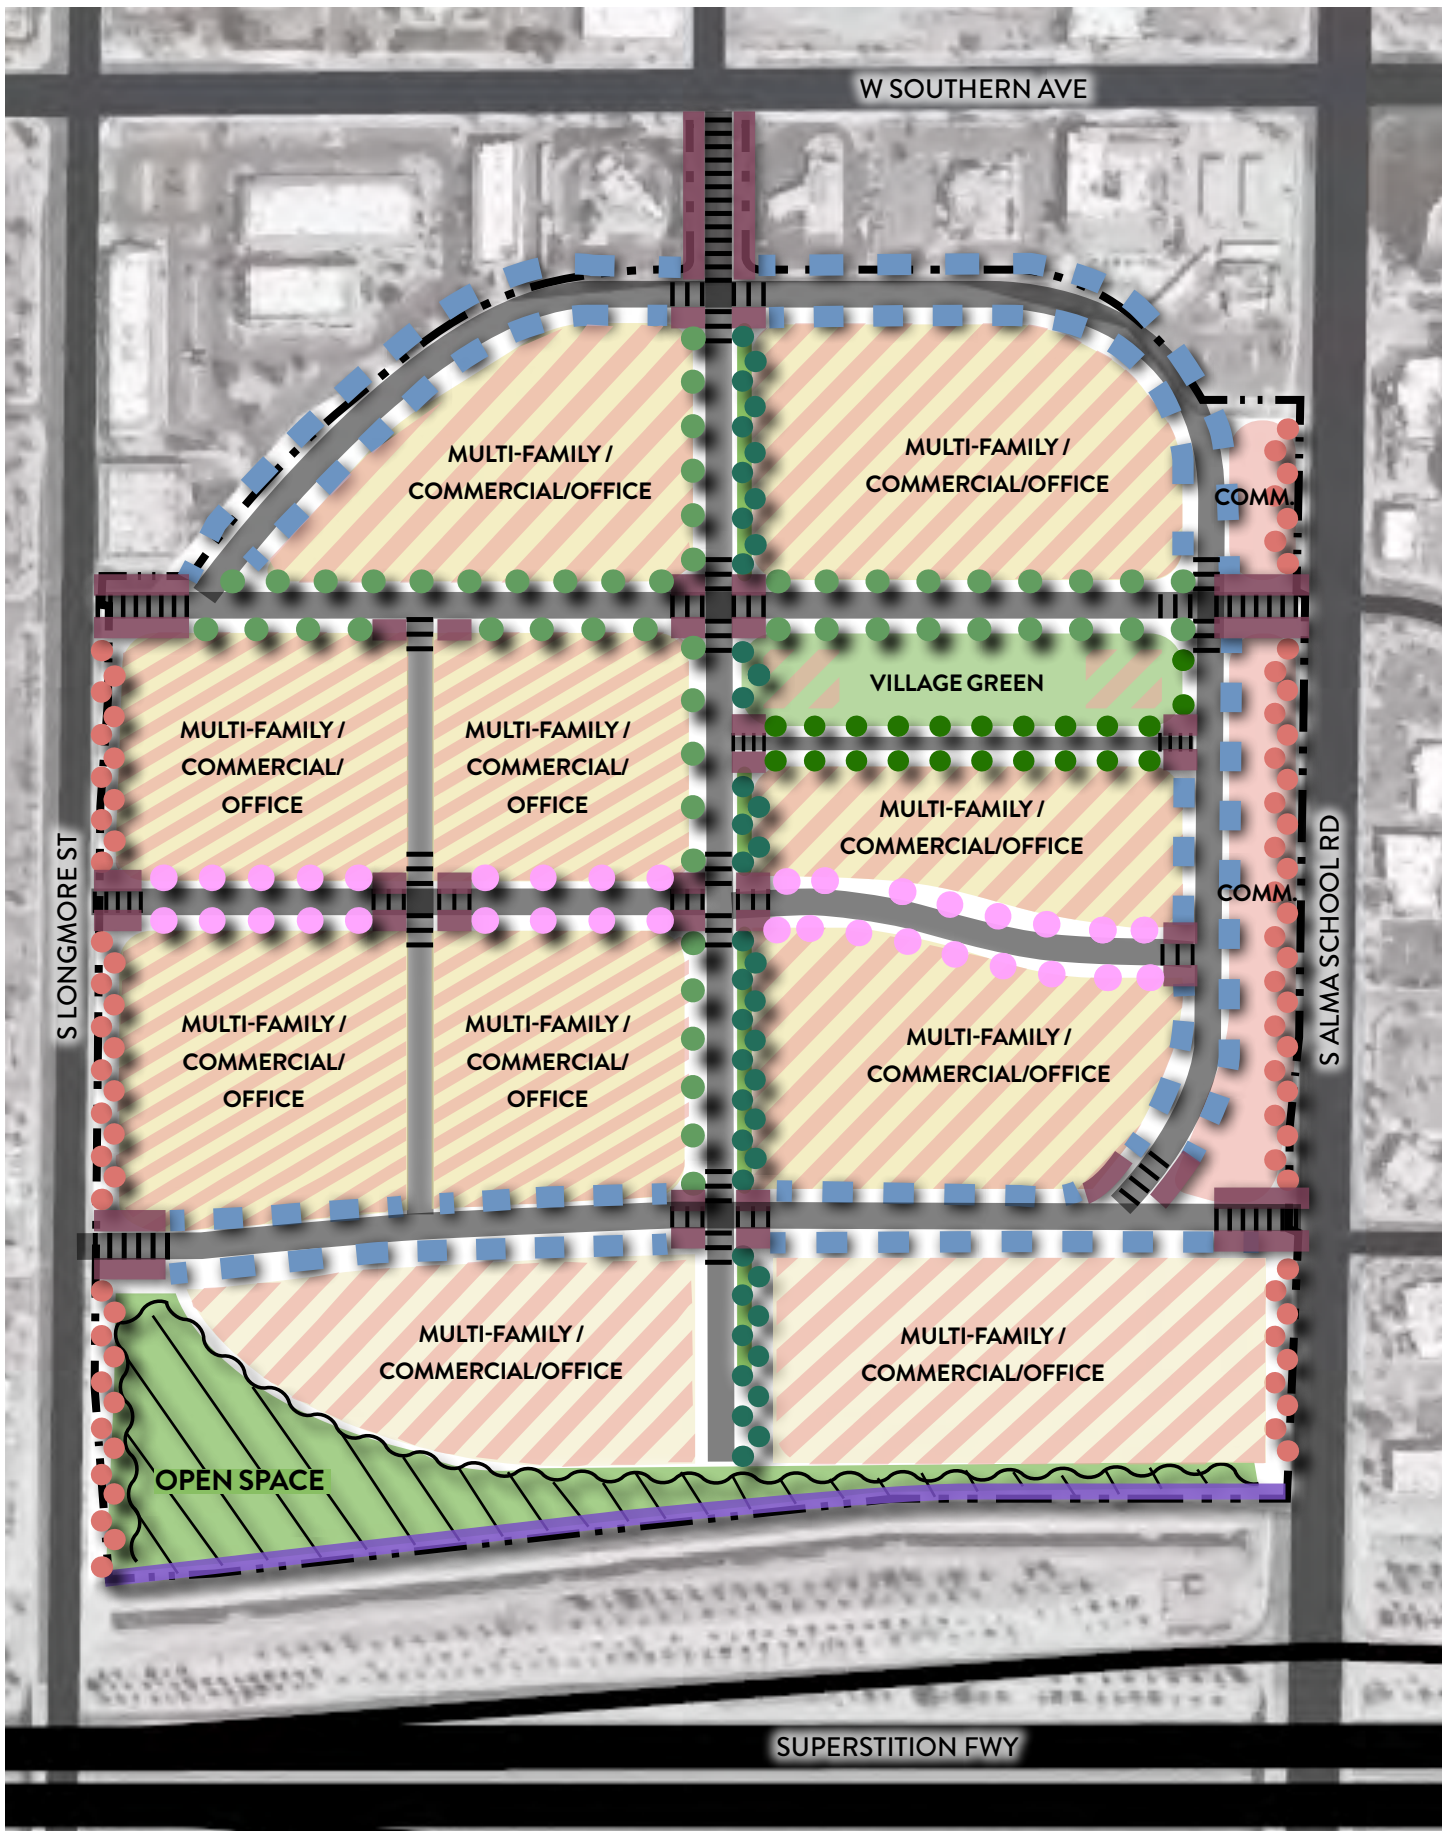 W SOUTHERN AVE
MULTI-FAMILY /
COMMERCIAL/OFFICE
MULTI-FAMILY /
COMMERCIAL/OFFICE
COMM.
VILLAGE GREEN
MULTI-FAMILY /
COMMERCIAL/
OFFICE
MULTI-FAMILY /
COMMERCIAL/
OFFICE
MULTI-FAMILY /
COMMERCIAL/OFFICE
COMM.
S LONGMORE ST
S ALMA SCHOOL RD
MULTI-FAMILY /
COMMERCIAL/
OFFICE
MULTI-FAMILY /
COMMERCIAL/
OFFICE
MULTI-FAMILY /
COMMERCIAL/OFFICE
MULTI-FAMILY /
COMMERCIAL/OFFICE
MULTI-FAMILY /
COMMERCIAL/OFFICE
OPEN SPACE
SUPERSTITION FWY